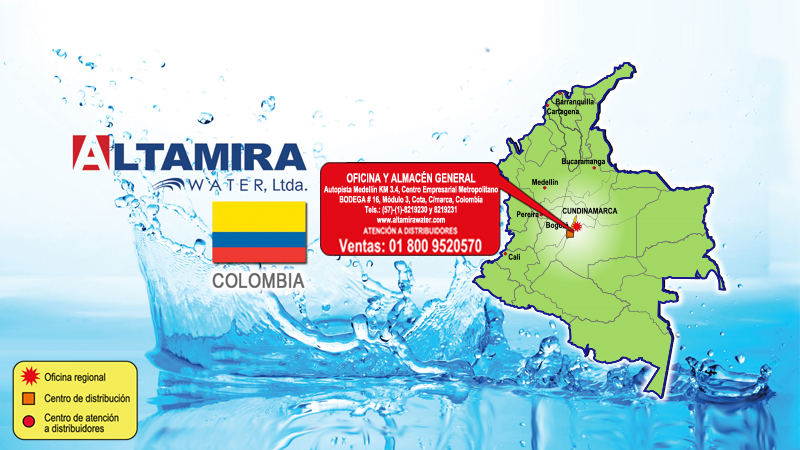 ALTAMIRA
WATER, Ltda.
COLOMBIA
OFICINA Y ALMACÉN GENERAL
Autopista Medellín KM 3.4, Centro Empresarial Metropolitano
BODEGA # 16, Módulo 3, Cota, C/marca, Colombia
Tels.: (57)-(1)-8219230 y 8219231
www.altamirawater.com
ATENCIÓN A DISTRIBUIDORES
Ventas: 01 800 9520570
Barranquilla
Cartagena
Bucaramanga
Medellín
CUNDINAMARCA
Pereira
Bogotá
Cali
Oficina regional
Centro de distribución
Centro de atención
a distribuidores